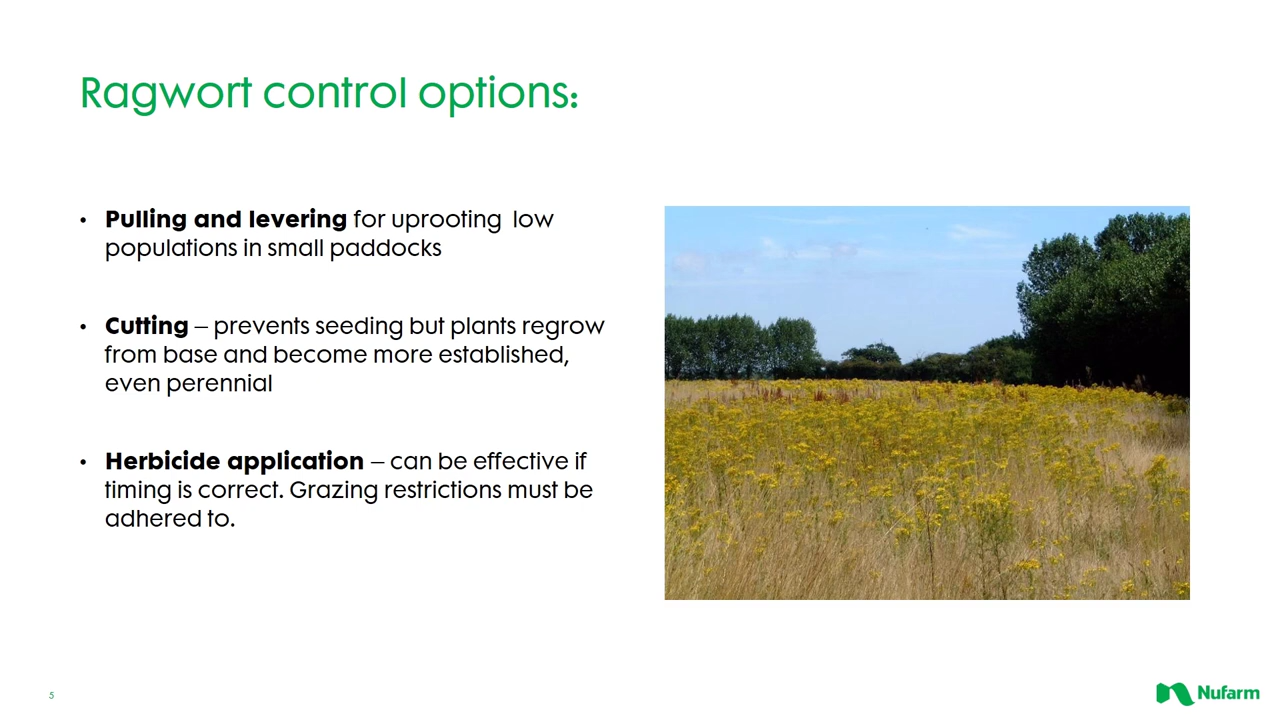 Ragwort control options:
• Pulling and levering for uprooting  low
populations in small paddocks
• Cutting – prevents seeding but plants regrow
from base and become more established,
even perennial
• Herbicide application – can be effective if
timing is correct. Grazing restrictions must be
adhered to.
5
Nufarm